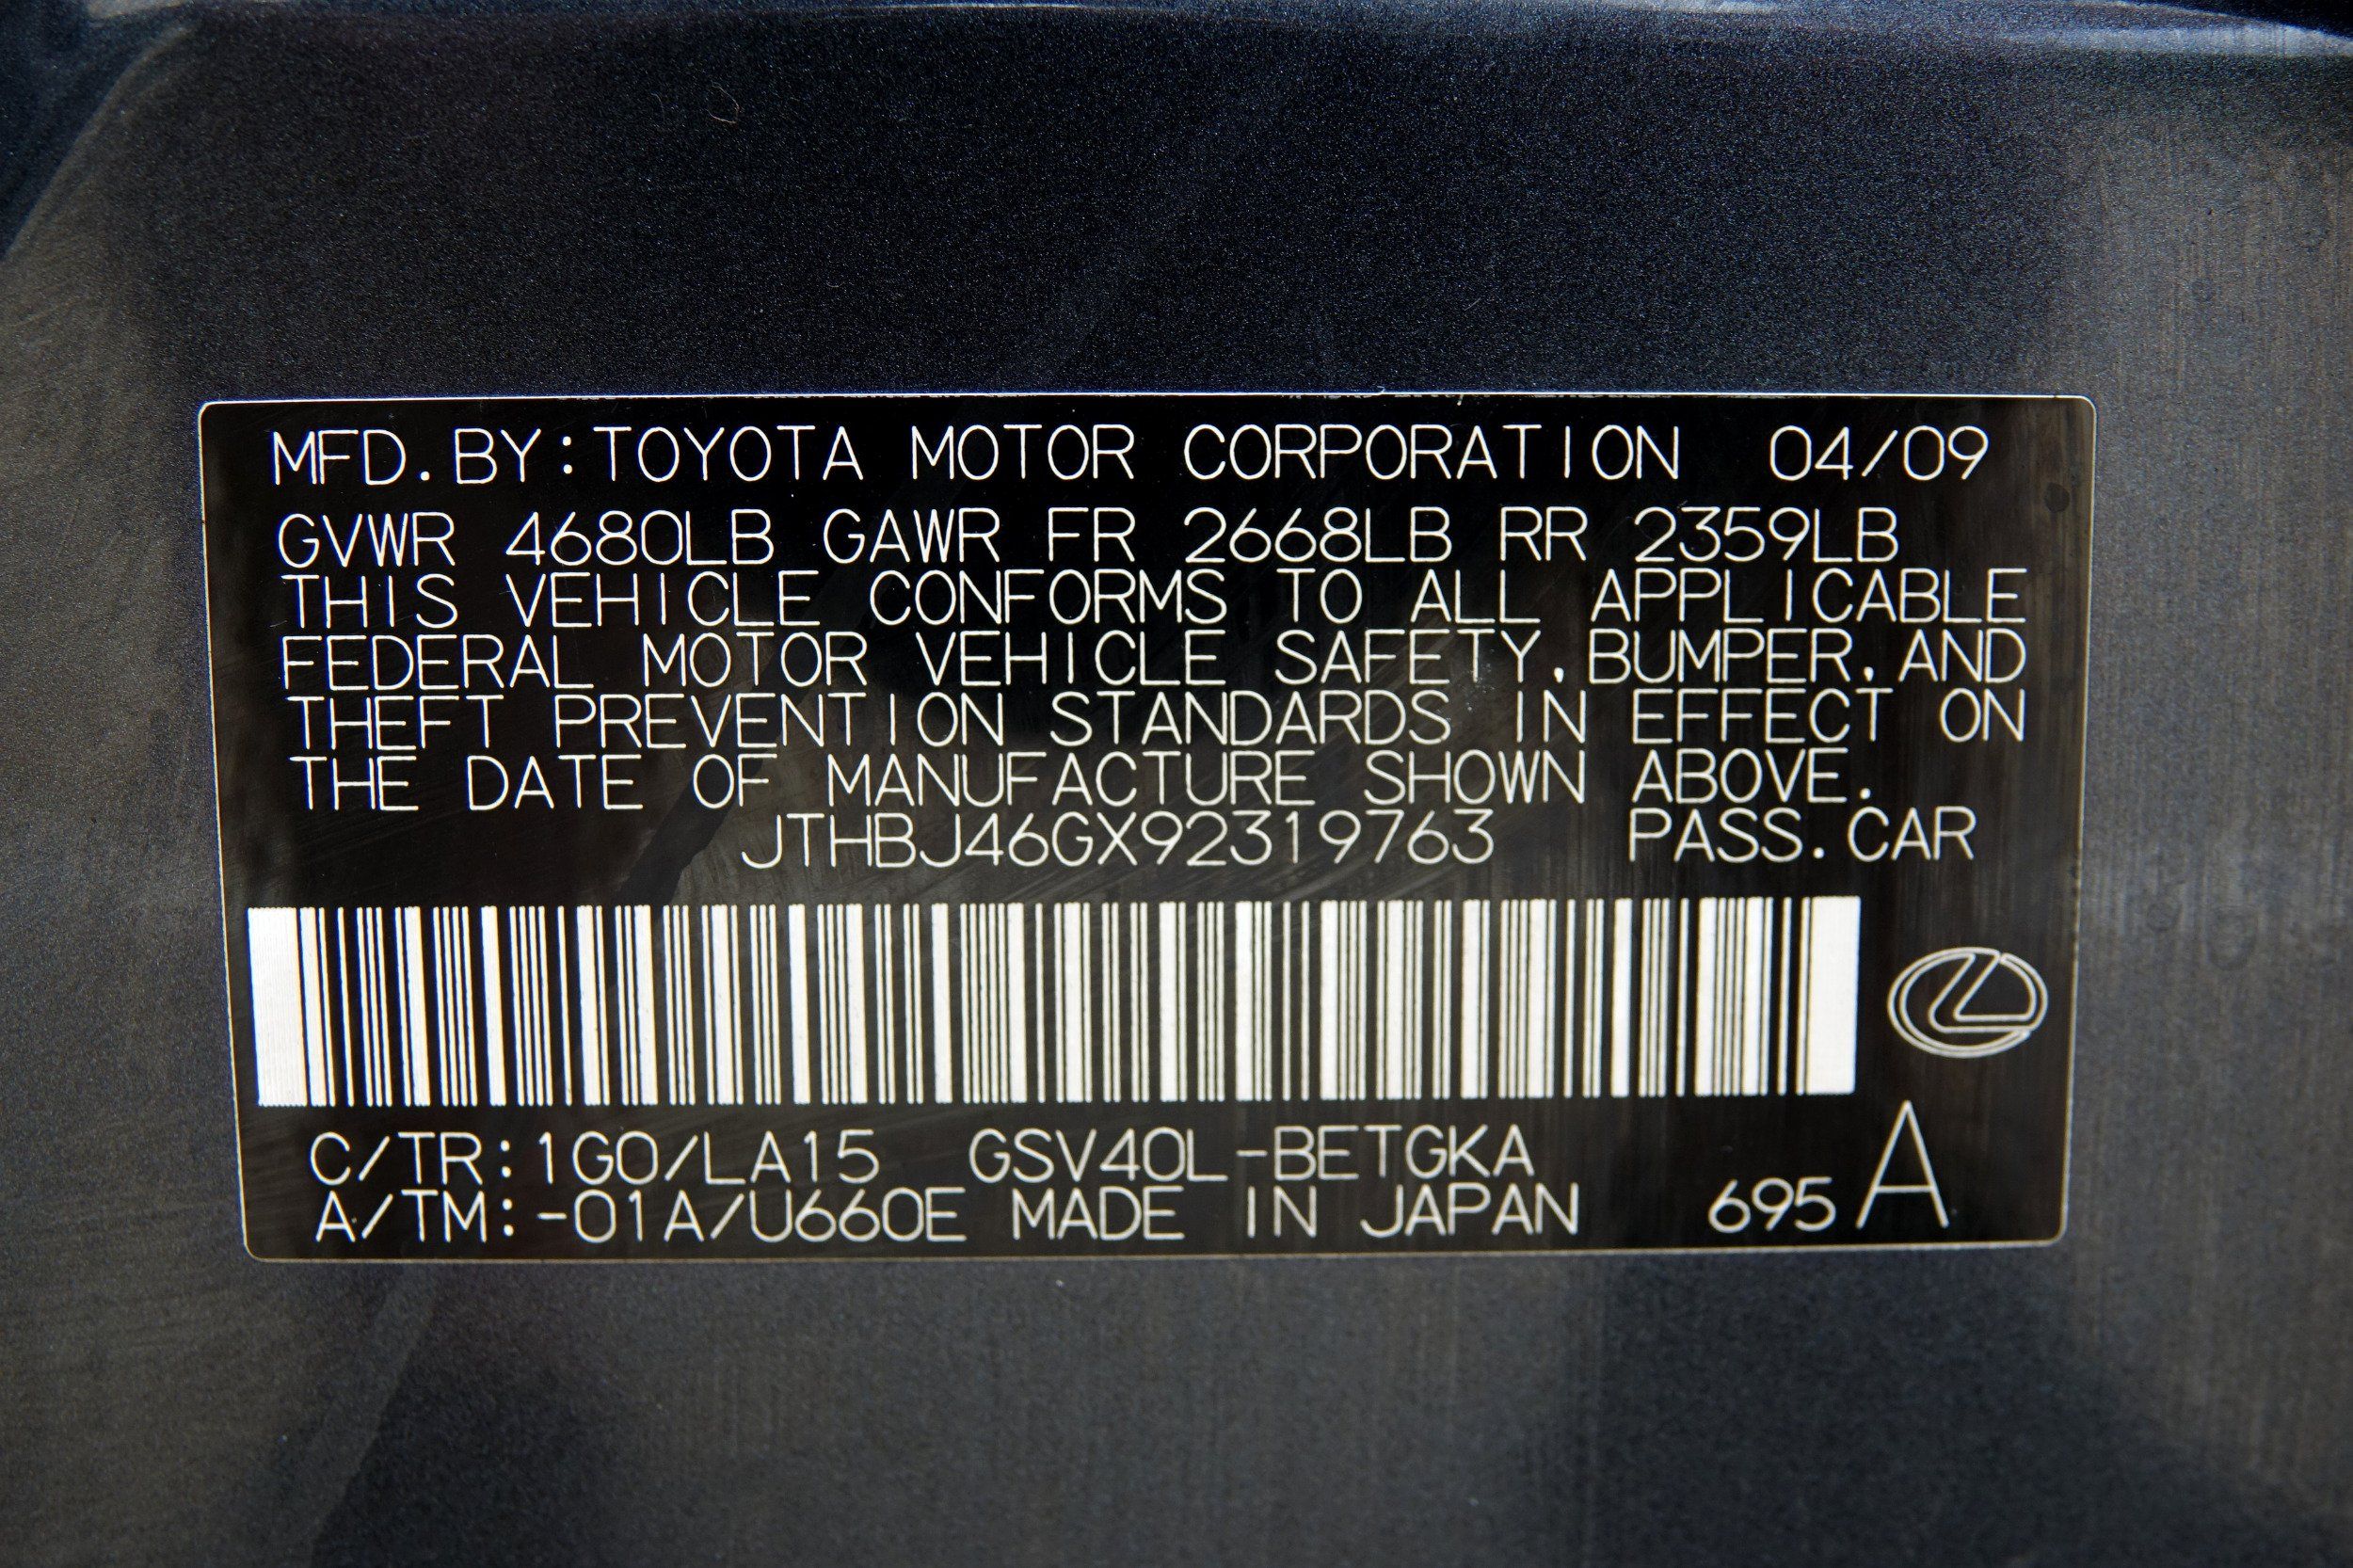 MFD.BY:TOYOTA MOTOR CORPORATION 04/09
GVWR 4680LB GAWR FR 2668LB RR 2359LB
THIS VEHICLE CONFORMS TO ALL APPLICABLE
FEDERAL MOTOR VEHICLE SAFETY,BUMPER,AND
THEFT PREVENTION STANDARDS IN EFFECT ON
THE DATE OF MANUFACTURE SHOWN ABOVE.
JTHBJ46GX92319763 PASS.CAR
C/TR:1G0/LA15 GSV40L-BETGKA
A/TM:-01A/U660E MADE IN JAPAN 695 A